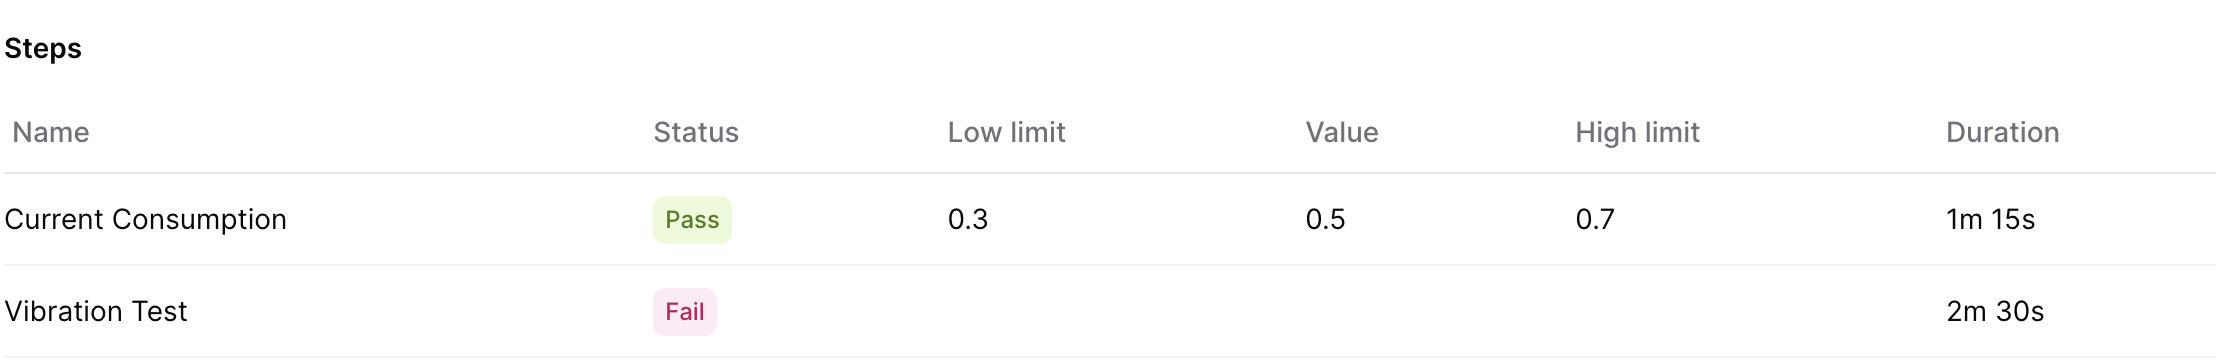 Steps
Name Status Low limit Value High limit Duration
Current Consumption Pass 0.3 0.5 0.7 1m 15s
Vibration Test Fail 2m 30s